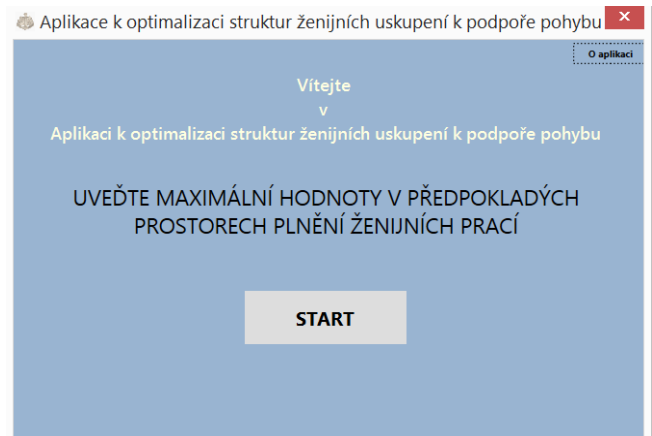 Aplikace k optimalizaci struktur ženijních uskupení k podpoře pohybu
O aplikaci
Vítejte
v
Aplikaci k optimalizaci struktur ženijních uskupení k podpoře pohybu
UVEĎTE MAXIMÁLNÍ HODNOTY V PŘEDPOKLADÝCH
PROSTORECH PLNĚNÍ ŽENIJNÍCH PRACÍ
START